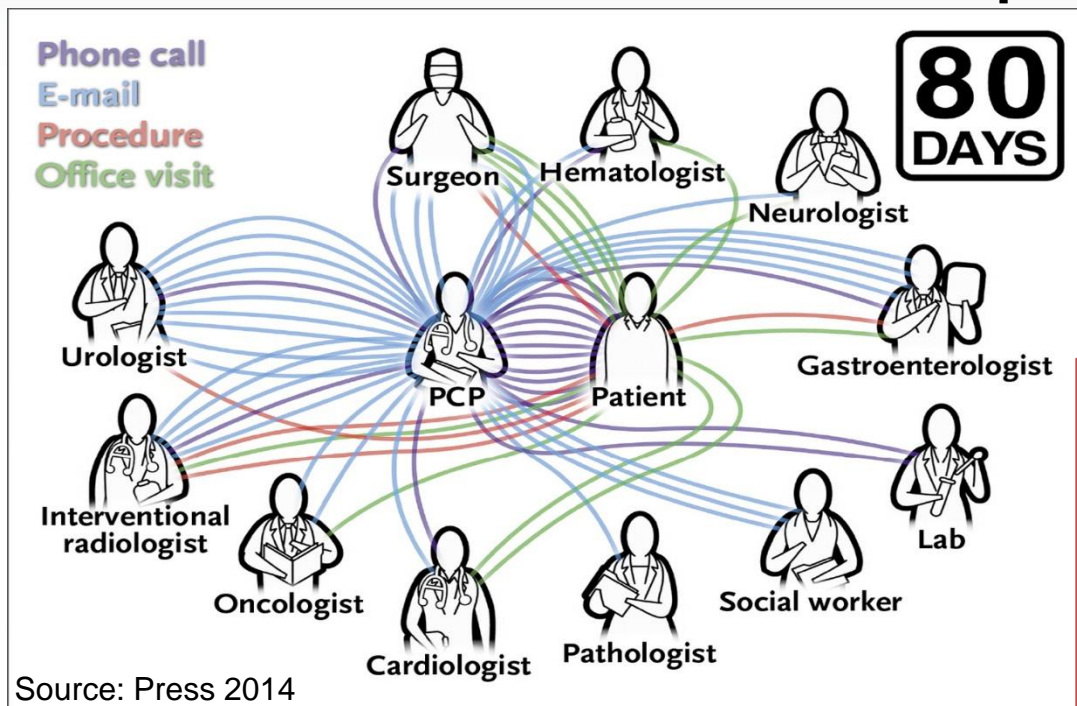 Phone call
E-mail
Procedure
Office visit
80
DAYS
Surgeon
Hematologist
Neurologist
Urologist
PCP
Patient
Gastroenterologist
Interventional
radiologist
Oncologist
Cardiologist
Pathologist
Social worker
Lab
Source: Press 2014